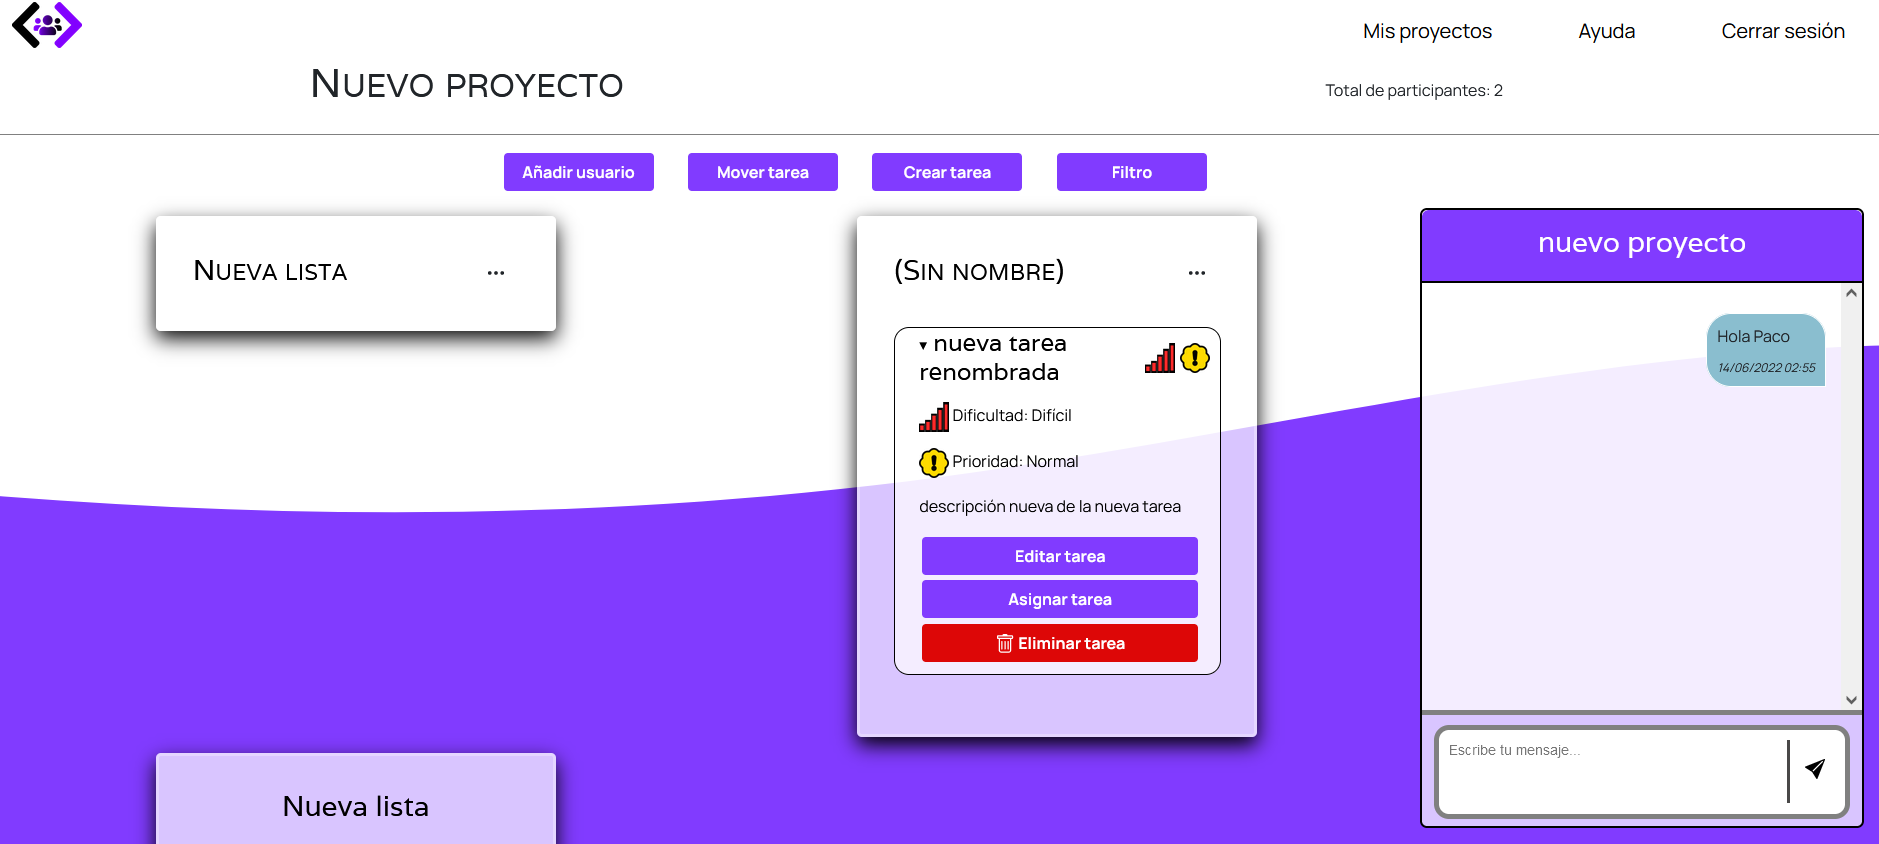 Mis proyectos
Ayuda
Cerrar sesión
NUEVO PROYECTO
Total de participantes: 2
Añadir usuario
Mover tarea
Crear tarea
Filtro
NUEVA LISTA
...
(SIN NOMBRE)
...
nueva tarea
renombrada
Dificultad: Difícil
Prioridad: Normal
descripción nueva de la nueva tarea
Editar tarea
Asignar tarea
Eliminar tarea
Nueva lista
nuevo proyecto
Hola Paco
14/06/2022 02:55
Escribe tu mensaje...